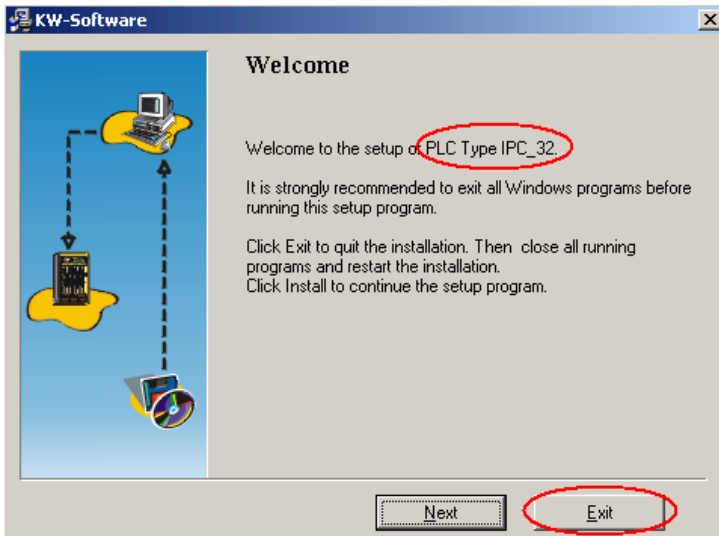 KW-Software
Welcome
Welcome to the setup of PLC Type IPC_32.
It is strongly recommended to exit all Windows programs before
running this setup program.
Click Exit to quit the installation. Then close all running
programs and restart the installation.
Click Install to continue the setup program.
Next
Exit